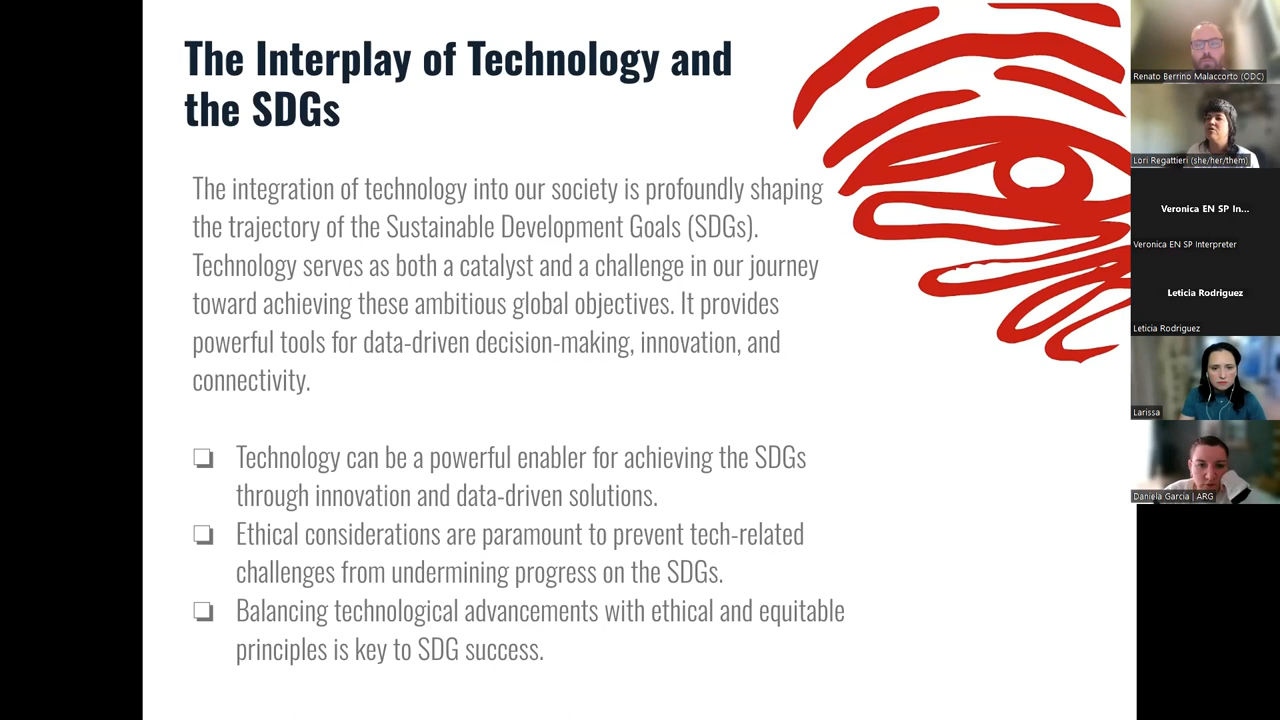 The Interplay of Technology and
the SDGs
The integration of technology into our society is profoundly shaping
the trajectory of the Sustainable Development Goals (SDGs).
Technology serves as both a catalyst and a challenge in our journey
toward achieving these ambitious global objectives. It provides
powerful tools for data-driven decision-making, innovation, and
connectivity.
Technology can be a powerful enabler for achieving the SDGs
through innovation and data-driven solutions.
Ethical considerations are paramount to prevent tech-related
challenges from undermining progress on the SDGs.
Balancing technological advancements with ethical and equitable
principles is key to SDG success.
Renato Berrino Malaccorto (ODC)
Lori Regattieri (she/her/them)
Veronica EN SP In...
Veronica EN SP Interpreter
Leticia Rodriguez
Leticia Rodriguez
Larissa
Daniela Garcia | ARG